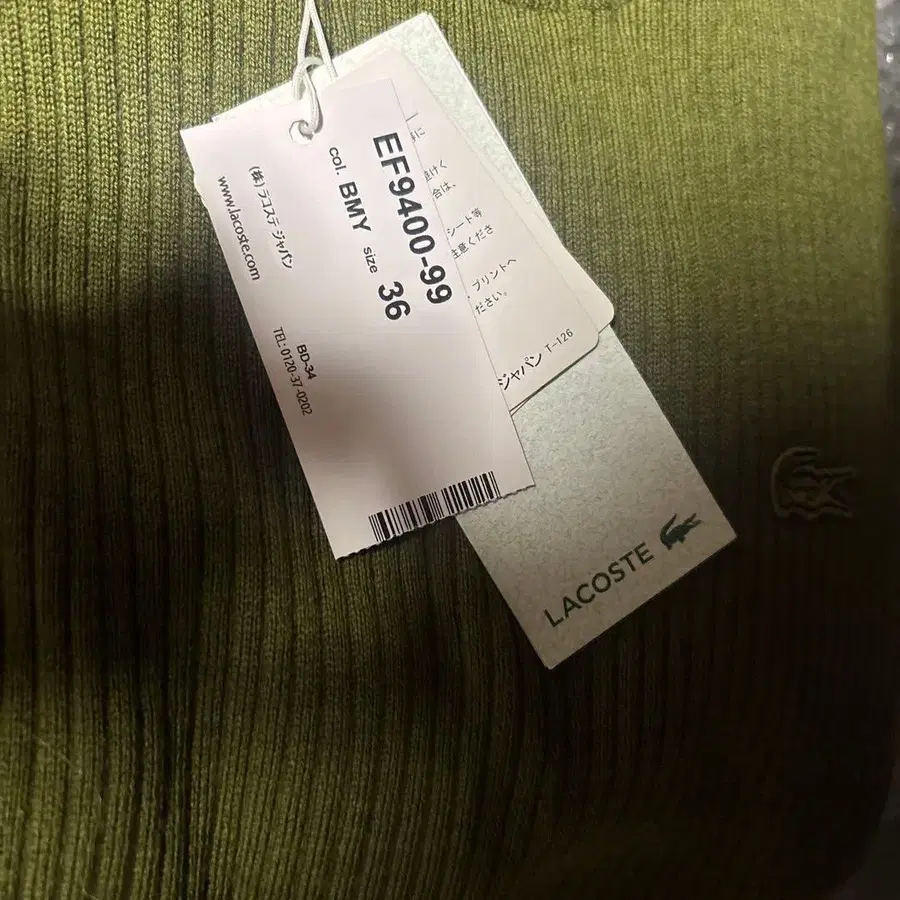 EF9400-99
col. BMY size 36
(株) ラコステ ジャパン
www.lacoste.com
BD-34
TEL: 0120-37-0202
合は、
シート等
注意くださ
プリントへ
ださい。
ジャパン T-126
LACOSTE